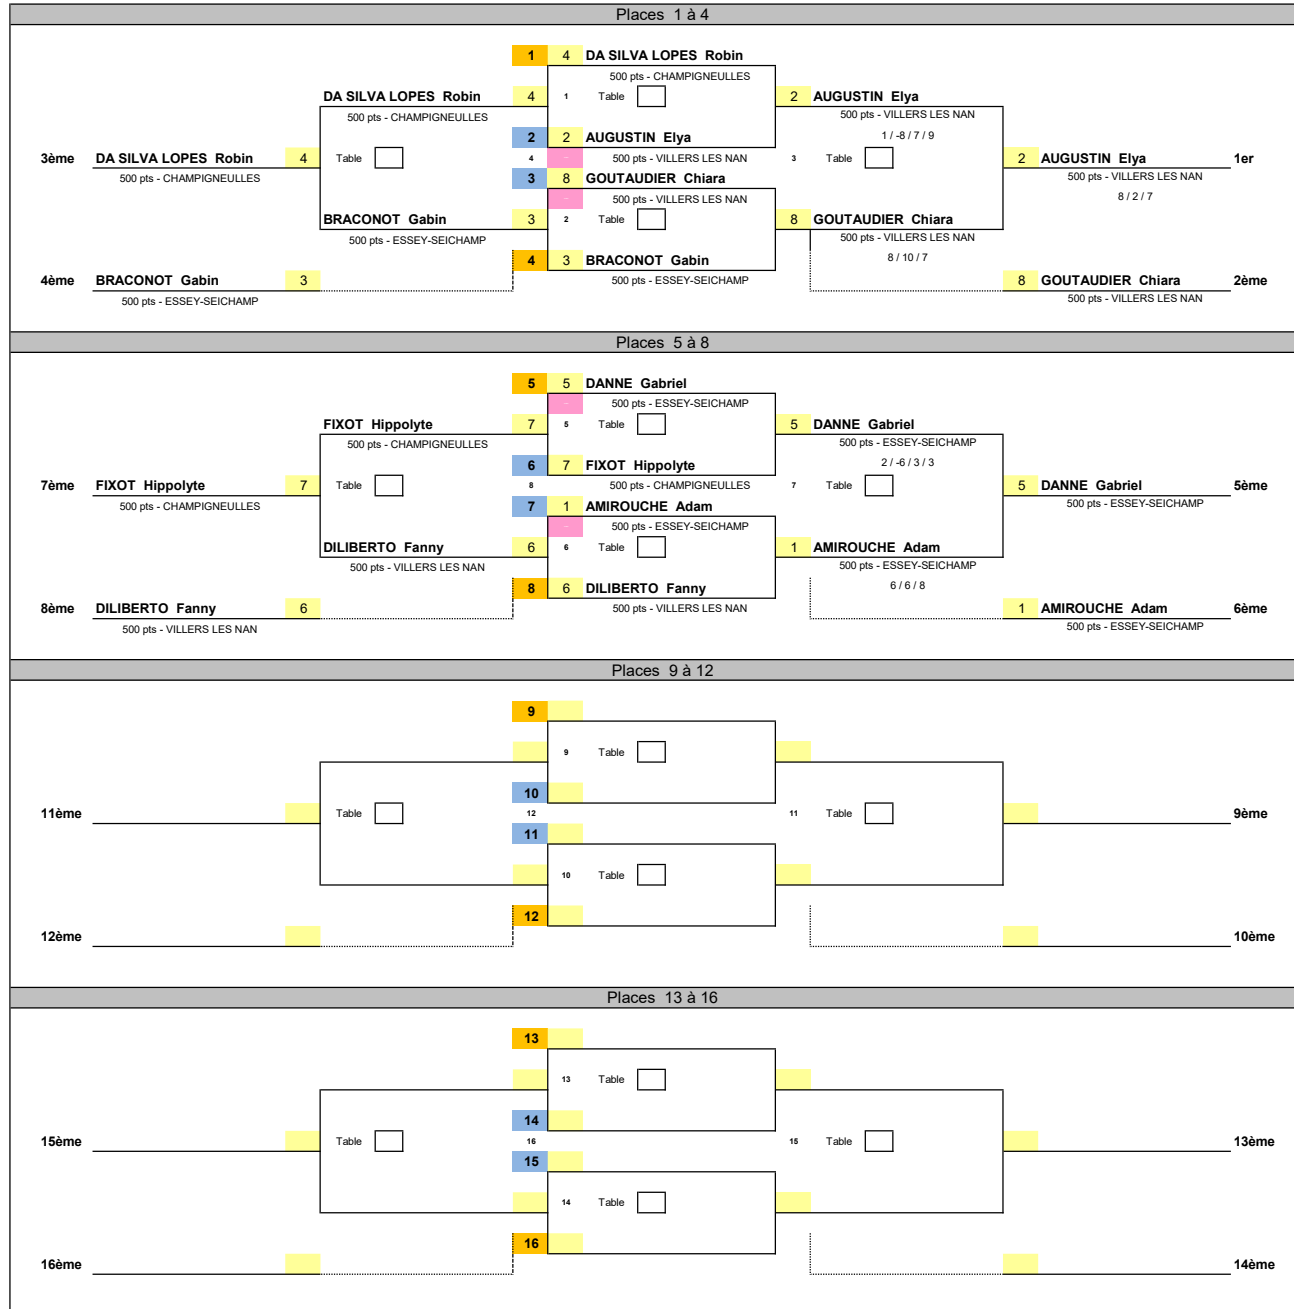 Places 1 à 4
1 4 DA SILVA LOPES Robin
500 pts - CHAMPIGNEULLES
DA SILVA LOPES Robin 4 1 Table 2 AUGUSTIN Elya
500 pts - CHAMPIGNEULLES 500 pts - VILLERS LES NAN
2 2 AUGUSTIN Elya 1 / -8 / 7 / 9
3ème DA SILVA LOPES Robin 4 Table 4 500 pts - VILLERS LES NAN 3 Table 2 AUGUSTIN Elya 1er
500 pts - CHAMPIGNEULLES 3 8 GOUTAUDIER Chiara 500 pts - VILLERS LES NAN
500 pts - VILLERS LES NAN 8 / 2 / 7
BRACONOT Gabin 3 2 Table 8 GOUTAUDIER Chiara
500 pts - ESSEY-SEICHAMP 500 pts - VILLERS LES NAN
4 3 BRACONOT Gabin 8 / 10 / 7
4ème BRACONOT Gabin 3 500 pts - ESSEY-SEICHAMP 8 GOUTAUDIER Chiara 2ème
500 pts - ESSEY-SEICHAMP 500 pts - VILLERS LES NAN
Places 5 à 8
5 5 DANNE Gabriel
500 pts - ESSEY-SEICHAMP
FIXOT Hippolyte 7 5 Table 5 DANNE Gabriel
500 pts - CHAMPIGNEULLES 500 pts - ESSEY-SEICHAMP
6 7 FIXOT Hippolyte 2 / -6 / 3 / 3
7ème FIXOT Hippolyte 7 Table 8 500 pts - CHAMPIGNEULLES 7 Table 5 DANNE Gabriel 5ème
500 pts - CHAMPIGNEULLES 7 1 AMIROUCHE Adam 500 pts - ESSEY-SEICHAMP
500 pts - ESSEY-SEICHAMP
DILIBERTO Fanny 6 6 Table 1 AMIROUCHE Adam
500 pts - VILLERS LES NAN 500 pts - ESSEY-SEICHAMP
8 6 DILIBERTO Fanny 6 / 6 / 8
8ème DILIBERTO Fanny 6 500 pts - VILLERS LES NAN 1 AMIROUCHE Adam 6ème
500 pts - VILLERS LES NAN 500 pts - ESSEY-SEICHAMP
Places 9 à 12
9
9 Table
10
11ème Table 12 11 Table 9ème
11
10 Table
12
12ème 10ème
Places 13 à 16
13
13 Table
14
15ème Table 16 15 Table 13ème
15
14 Table
16
16ème 14ème